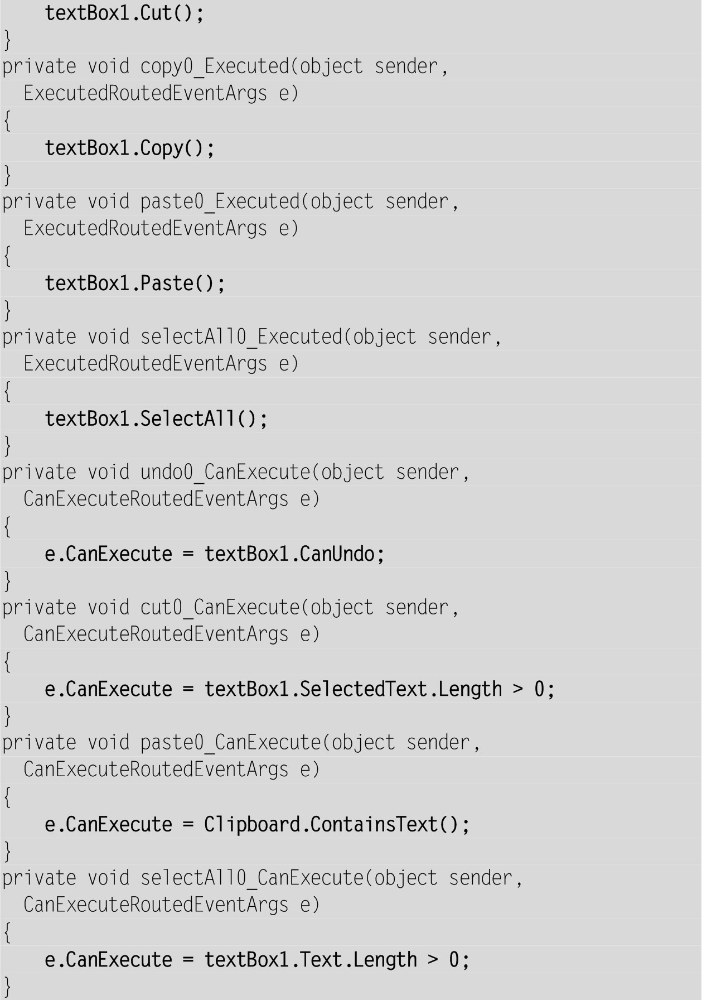 textBox1.Cut();
}
private void copy0_Executed(object sender,
  ExecutedRoutedEventArgs e)
{
    textBox1.Copy();
}
private void paste0_Executed(object sender,
  ExecutedRoutedEventArgs e)
{
    textBox1.Paste();
}
private void selectAll0_Executed(object sender,
  ExecutedRoutedEventArgs e)
{
    textBox1.SelectAll();
}
private void undo0_CanExecute(object sender,
  CanExecuteRoutedEventArgs e)
{
    e.CanExecute = textBox1.CanUndo;
}
private void cut0_CanExecute(object sender,
  CanExecuteRoutedEventArgs e)
{
    e.CanExecute = textBox1.SelectedText.Length > 0;
}
private void paste0_CanExecute(object sender,
  CanExecuteRoutedEventArgs e)
{
    e.CanExecute = Clipboard.ContainsText();
}
private void selectAll0_CanExecute(object sender,
  CanExecuteRoutedEventArgs e)
{
    e.CanExecute = textBox1.Text.Length > 0;
}